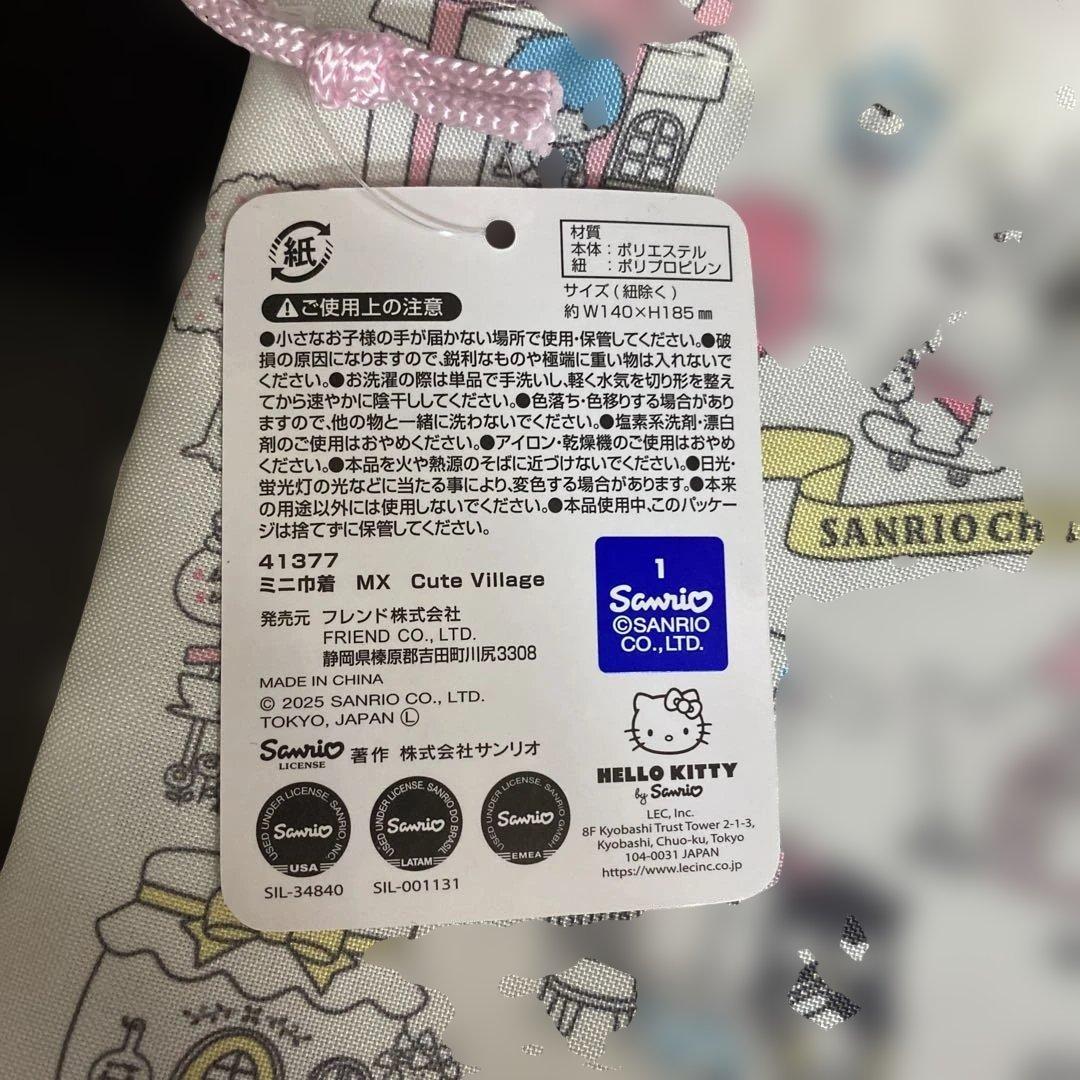 紙
材質
本体：ポリエステル
紐　：ポリプロピレン
サイズ(紐除く)
約W140×H185㎜
ご使用上の注意
●小さなお子様の手が届かない場所で使用・保管してください。●破
損の原因になりますので、鋭利なものや極端に重い物は入れないで
ください。●お洗濯の際は単品で手洗いし、軽く水気を切り形を整え
てから速やかに陰干ししてください。●色落ち・色移りする場合があり
ますので、他の物と一緒に洗わないでください。●塩素系洗剤・漂白
剤のご使用はおやめください。●アイロン・乾燥機のご使用はおやめ
ください。●本品を火や熱源のそばに近づけないでください。●日光・
蛍光灯の光などに当たる事により、変色する場合があります。●本来
の用途以外には使用しないでください。●本品使用中、このパッケー
ジは捨てずに保管してください。
41377
ミニ巾着　MX　Cute Village
発売元　フレンド株式会社
FRIEND CO., LTD.
静岡県榛原郡吉田町川尻3308
MADE IN CHINA
© 2025 SANRIO CO., LTD.
TOKYO, JAPAN Ⓛ
Sanrio 著作 株式会社サンリオ
LICENSE
USED UNDER LICENSE, SANRIO INC.
Sanrio
USA
SIL-34840
USED UNDER LICENSE, SANRIO DO BRASIL
Sanrio
LATAM
SIL-001131
USED UNDER LICENSE, SANRIO GMBH
Sanrio
EMEA
1
Sanrio
©SANRIO
CO., LTD.
HELLO KITTY
by Sanrio
LEC, Inc.
8F Kyobashi Trust Tower 2-1-3,
Kyobashi, Chuo-ku, Tokyo
104-0031 JAPAN
https://www.lecinc.co.jp
SANRIO CH